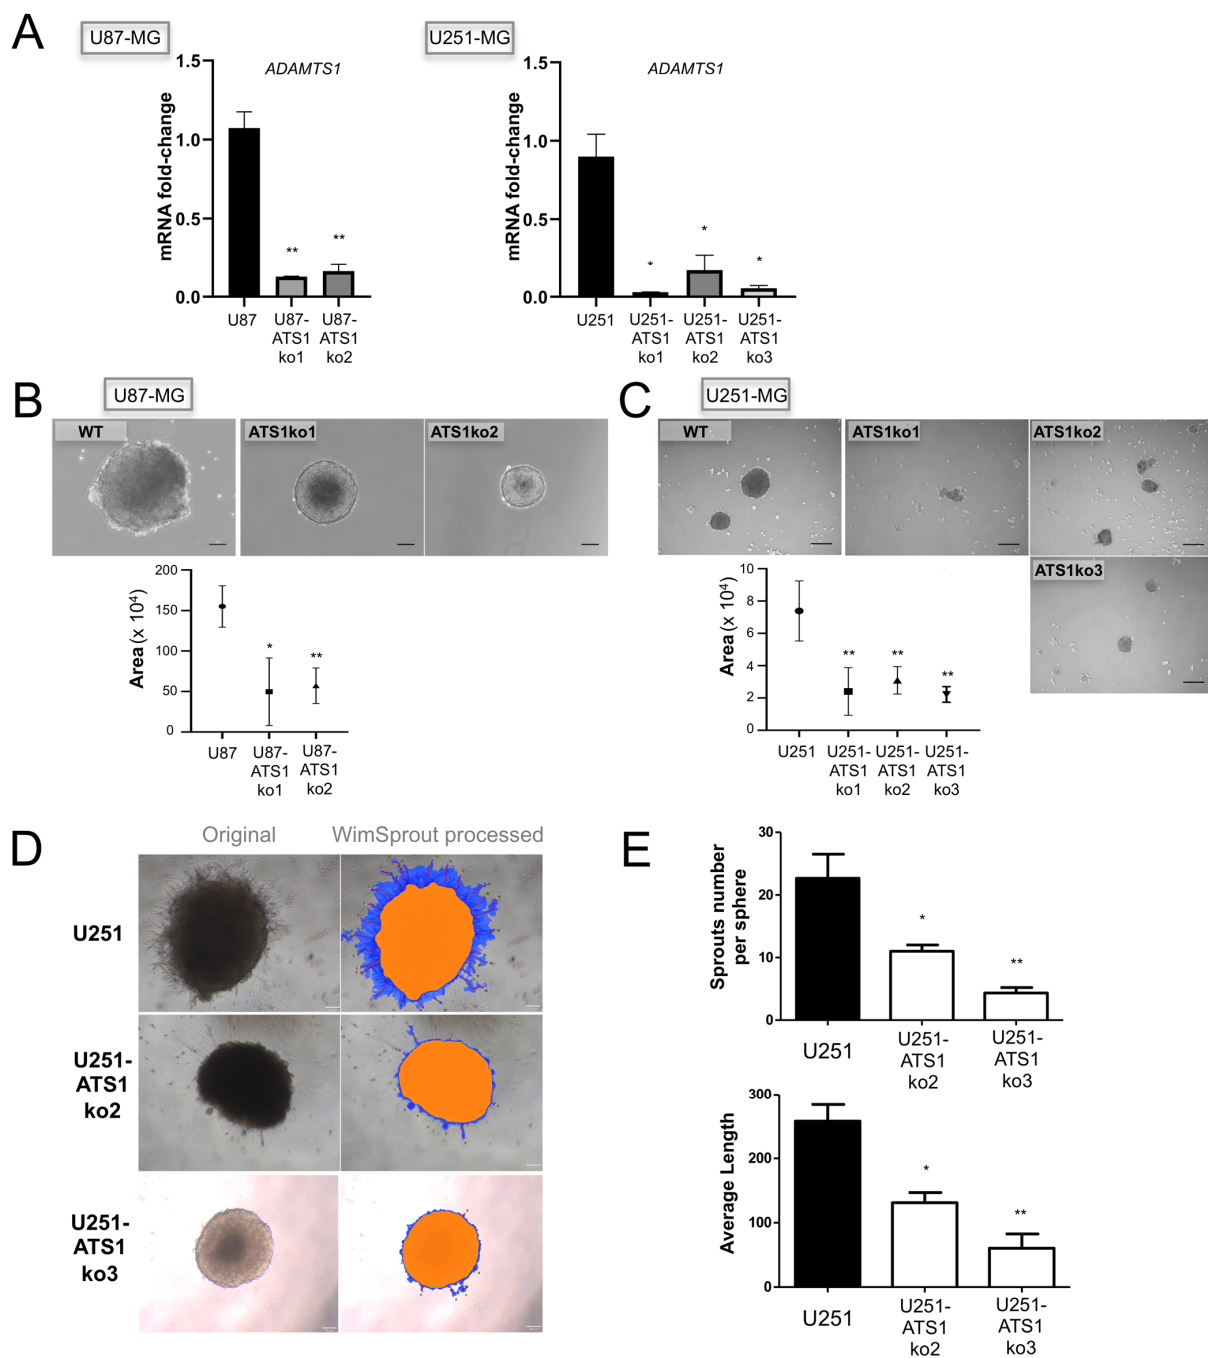 A
U87-MG
ADAMTS1
mRNA fold-change
1.5
1.0
0.5
0.0
**
**
U87
U87-
ATS1
ko1
U87-
ATS1
ko2
U251-MG
ADAMTS1
mRNA fold-change
1.5
1.0
0.5
0.0
*
*
*
U251
U251-
ATS1
ko1
U251-
ATS1
ko2
U251-
ATS1
ko3
B
U87-MG
WT
ATS1ko1
ATS1ko2
Area (x 10⁴)
200
150
100
50
0
*
**
U87
U87-
ATS1
ko1
U87-
ATS1
ko2
C
U251-MG
WT
ATS1ko1
ATS1ko2
ATS1ko3
Area (x 10⁴)
10
8
6
4
2
0
**
**
**
U251
U251-
ATS1
ko1
U251-
ATS1
ko2
U251-
ATS1
ko3
D
Original
WimSprout processed
U251
U251-
ATS1
ko2
U251-
ATS1
ko3
E
Sprouts number
per sphere
30
20
10
0
*
**
U251
U251-
ATS1
ko2
U251-
ATS1
ko3
Average Length
300
200
100
0
*
**
U251
U251-
ATS1
ko2
U251-
ATS1
ko3